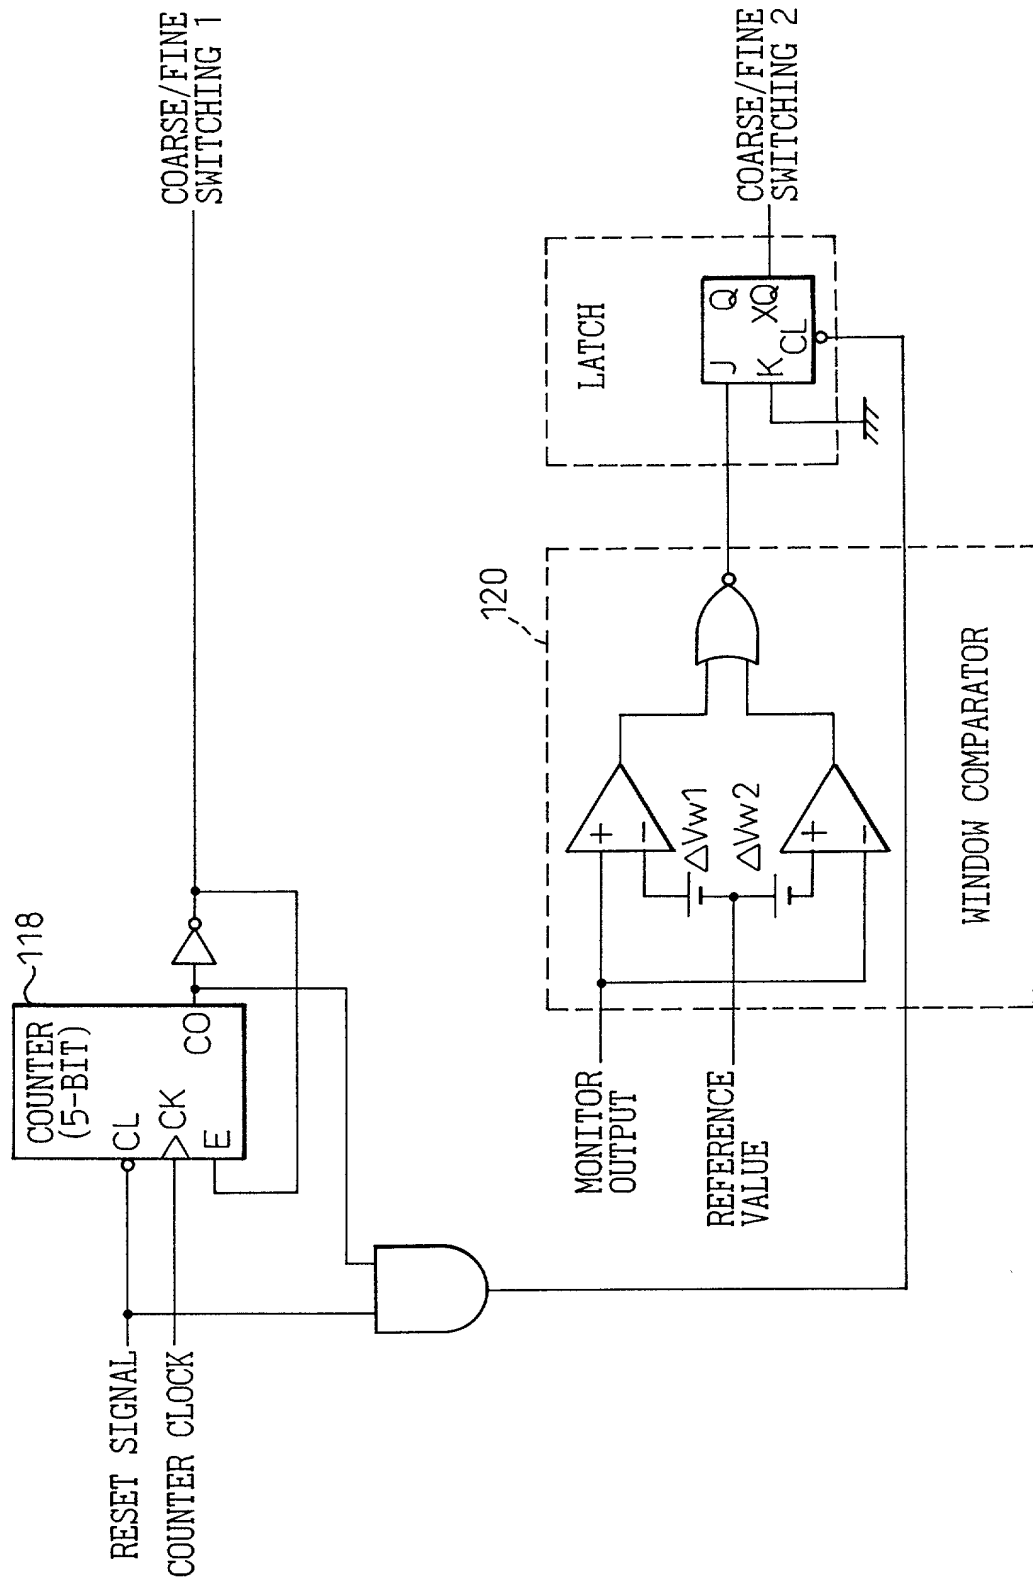 RESET SIGNAL
COUNTER CLOCK
118
COUNTER
(5-BIT)
CL
CK
E
CO
COARSE/FINE
SWITCHING 1
MONITOR
OUTPUT
REFERENCE
VALUE
120
+
−
ΔVw1
ΔVw2
+
−
WINDOW COMPARATOR
LATCH
J
Q
K
XQ
CL
COARSE/FINE
SWITCHING 2